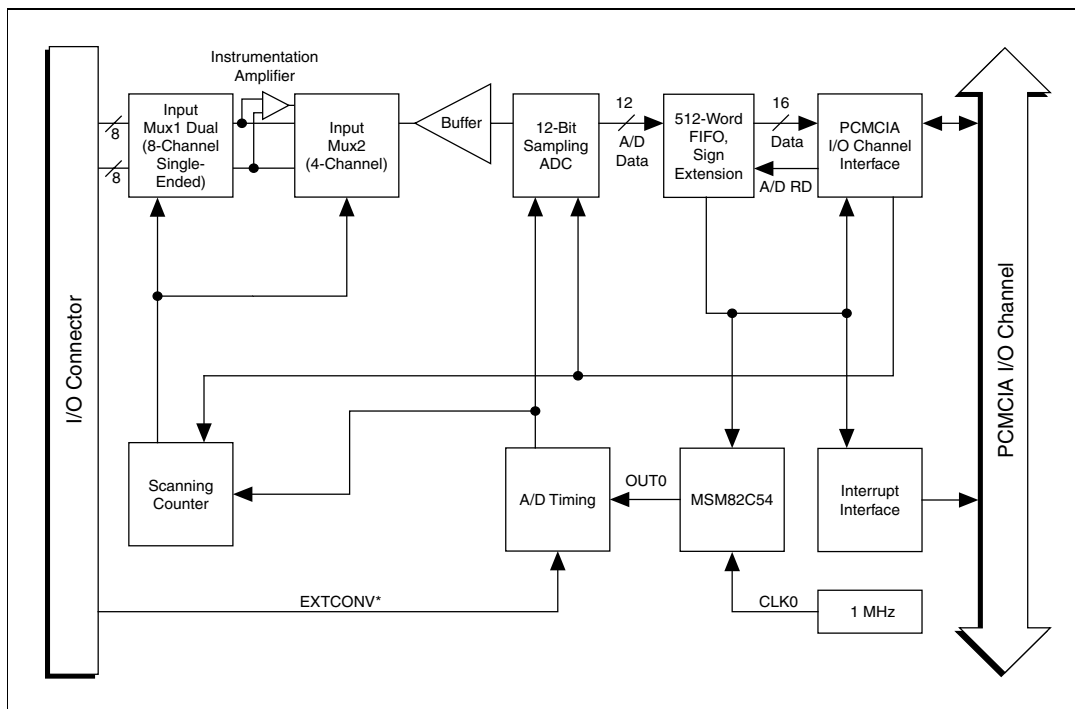 Instrumentation
Amplifier
Input
Mux1 Dual
(8-Channel
Single-
Ended)
8
8
Input
Mux2
(4-Channel)
Buffer
12-Bit
Sampling
ADC
12
A/D
Data
512-Word
FIFO,
Sign
Extension
16
Data
A/D RD
PCMCIA
I/O Channel
Interface
I/O Connector
PCMCIA I/O Channel
Scanning
Counter
A/D Timing
OUT0
MSM82C54
Interrupt
Interface
EXTCONV*
CLK0
1 MHz